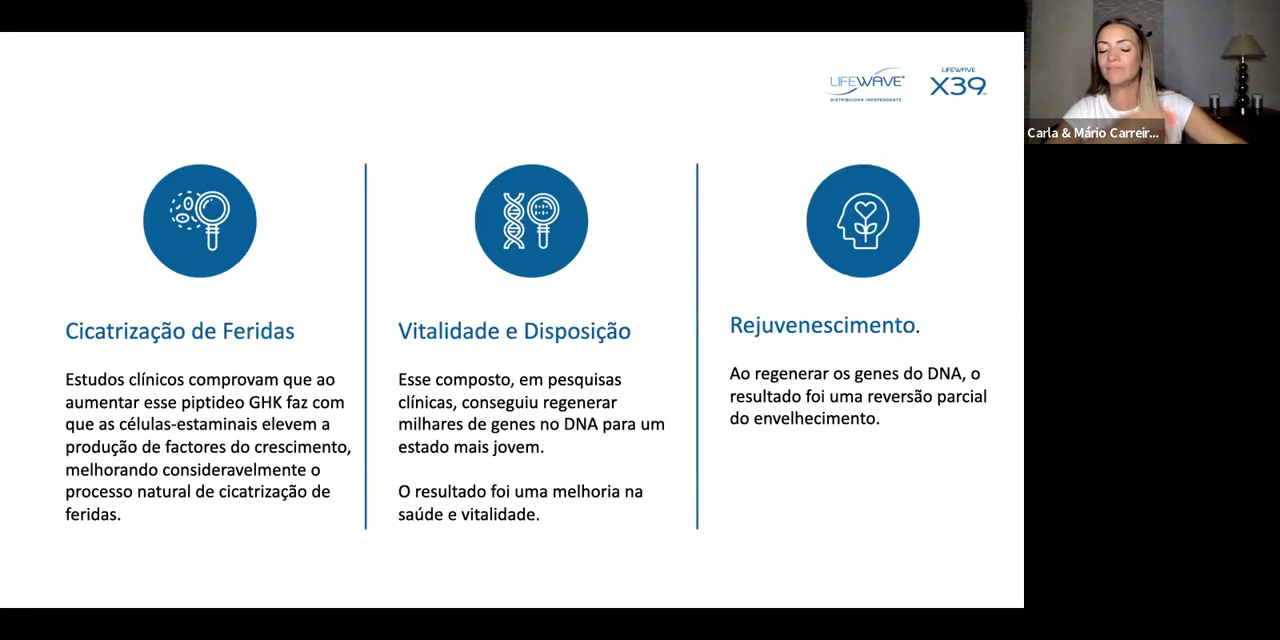 LIFEWAVE
DISTRIBUIDOR INDEPENDENTE
LIFEWAVE
X39
Carla & Mário Carreir...
Cicatrização de Feridas
Estudos clínicos comprovam que ao
aumentar esse piptideo GHK faz com
que as células-estaminais elevem a
produção de factores do crescimento,
melhorando consideravelmente o
processo natural de cicatrização de
feridas.
Vitalidade e Disposição
Esse composto, em pesquisas
clínicas, conseguiu regenerar
milhares de genes no DNA para um
estado mais jovem.
O resultado foi uma melhoria na
saúde e vitalidade.
Rejuvenescimento.
Ao regenerar os genes do DNA, o
resultado foi uma reversão parcial
do envelhecimento.